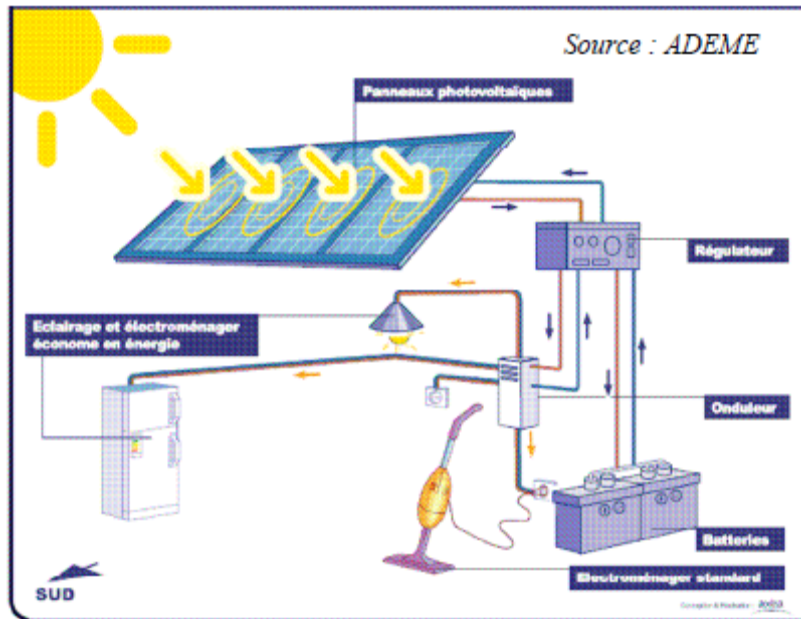 Source : ADEME
Panneaux photovoltaïques
Régulateur
Eclairage et électroménager
économe en énergie
Onduleur
Batteries
Electroménager standard
SUD